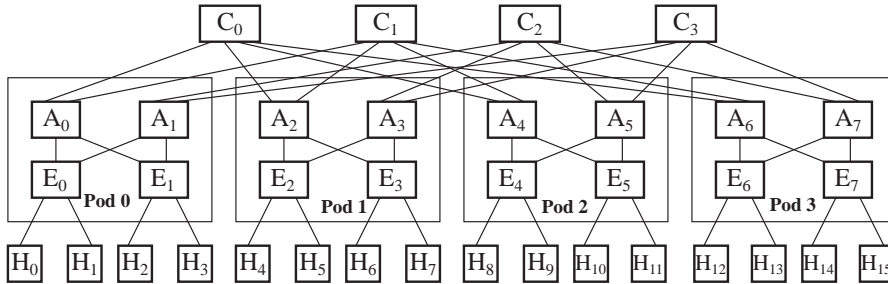 C₀ C₁ C₂ C₃
A₀ A₁ A₂ A₃ A₄ A₅ A₆ A₇
E₀ E₁ E₂ E₃ E₄ E₅ E₆ E₇
Pod 0 Pod 1 Pod 2 Pod 3
H₀ H₁ H₂ H₃ H₄ H₅ H₆ H₇ H₈ H₉ H₁₀ H₁₁ H₁₂ H₁₃ H₁₄ H₁₅